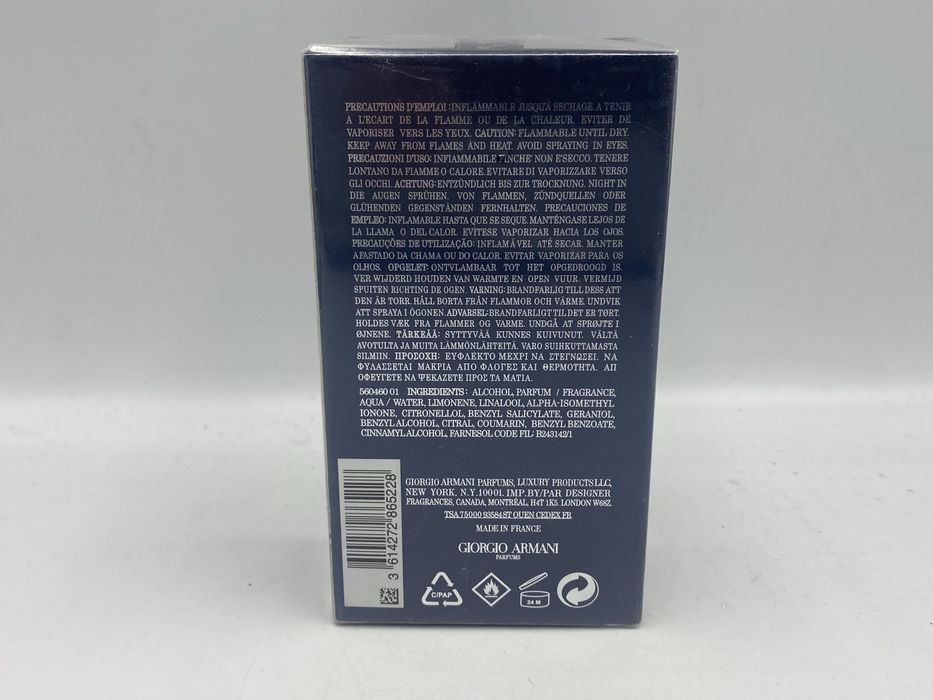 PRECAUTIONS D'EMPLOI : INFLAMMABLE JUSQU'À SECHAGE. A TENIR
A L'ECART DE LA FLAMME OU DE LA CHALEUR. EVITER DE
VAPORISER VERS LES YEUX. CAUTION: FLAMMABLE UNTIL DRY.
KEEP AWAY FROM FLAMES AND HEAT. AVOID SPRAYING IN EYES.
PRECAUZIONI D'USO: INFIAMMABILE FINCHE' NON E'SECCO. TENERE
LONTANO DA FIAMME O CALORE. EVITARE DI VAPORIZZARE VERSO
GLI OCCHI. ACHTUNG: ENTZÜNDLICH BIS ZUR TROCKNUNG. NIGHT IN
DIE AUGEN SPRÜHEN. VON FLAMMEN, ZÜNDQUELLEN ODER
GLÜHENDEN GEGENSTÄNDEN FERNHALTEN. PRECAUCIONES DE
EMPLEO: INFLAMABLE HASTA QUE SE SEQUE. MANTÉNGASE LEJOS DE
LA LLAMA O DEL CALOR. EVÍTESE VAPORIZAR HACIA LOS OJOS.
PRECAUÇÕES DE UTILIZAÇÃO: INFLAMÁVEL ATÉ SECAR. MANTER
AFASTADO DA CHAMA OU DO CALOR. EVITAR VAPORIZAR PARA OS
OLHOS. OPGELET: ONTVLAMBAAR TOT HET OPGEDROOGD IS.
VER WIJDERD HOUDEN VAN WARMTE EN OPEN VUUR. VERMIJD
SPUITEN RICHTING DE OGEN. VARNING: BRANDFARLIG TILL DESS ATT
DEN ÄR TORR. HÅLL BORTA FRÅN FLAMMOR OCH VÄRME. UNDVIK
ATT SPRAYA I ÖGONEN. ADVARSEL: BRANDFARLIGT TIL DET ER TØRT.
HOLDES VÆK FRA FLAMMER OG VARME. UNDGÅ AT SPRØJTE I
ØJNENE. TÄRKEÄÄ: SYTTYVÄÄ KUNNES KUIVUNUT. VÄLTÄ
AVOTULTA JA MUITA LÄMMÖNLÄHTEITÄ. VARO SUIHKUTTAMASTA
SILMIIN. ΠΡΟΣΟΧΗ: ΕΥΦΛΕΚΤΟ ΜΕΧΡΙ ΝΑ ΣΤΕΓΝΩΣΕΙ. ΝΑ
ΦΥΛΑΣΣΕΤΑΙ ΜΑΚΡΙΑ ΑΠΟ ΦΛΟΓΕΣ ΚΑΙ ΘΕΡΜΟΤΗΤΑ. ΑΠ
ΟΦΕΥΓΕΤΕ ΝΑ ΨΕΚΑΖΕΤΕ ΠΡΟΣ ΤΑ ΜΑΤΙΑ.
560460 01 INGREDIENTS: ALCOHOL, PARFUM / FRAGRANCE,
AQUA / WATER, LIMONENE, LINALOOL, ALPHA-ISOMETHYL
IONONE, CITRONELLOL, BENZYL SALICYLATE, GERANIOL,
BENZYL ALCOHOL, CITRAL, COUMARIN, BENZYL BENZOATE,
CINNAMYL ALCOHOL, FARNESOL CODE FIL: B243142/1
GIORGIO ARMANI PARFUMS, LUXURY PRODUCTS LLC,
NEW YORK, N.Y.10001. IMP.BY/PAR DESIGNER
FRAGRANCES, CANADA, MONTRÉAL, H4T 1K5. LONDON W68Z.
TSA 75000 93584 ST OUEN CEDEX FR
MADE IN FRANCE
GIORGIO ARMANI
PARFUMS
3 614272 865228
C/PAP
24 M